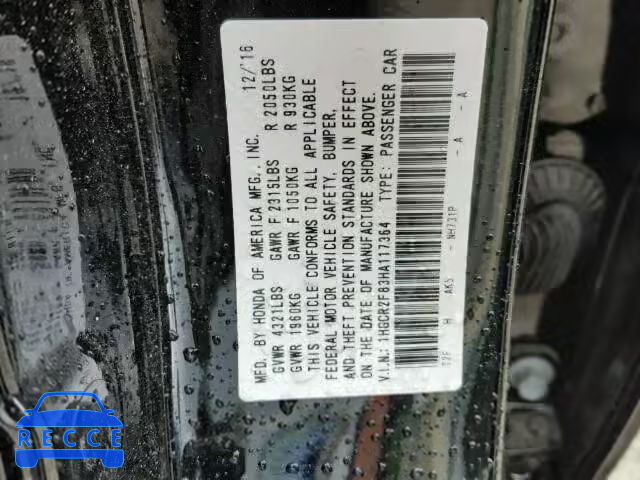 MFD. BY HONDA OF AMERICA MFG., INC. 12/16
GVWR 4321LBS GAWR F 2315LBS R 2050LBS
GVWR 1960KG GAWR F 1050KG R 930KG
THIS VEHICLE CONFORMS TO ALL APPLICABLE
FEDERAL MOTOR VEHICLE SAFETY, BUMPER,
AND THEFT PREVENTION STANDARDS IN EFFECT
ON THE DATE OF MANUFACTURE SHOWN ABOVE.
V.I.N: 1HGCR2F83HA117364 TYPE: PASSENGER CAR
H AKS NH731P - A - A
RECCE